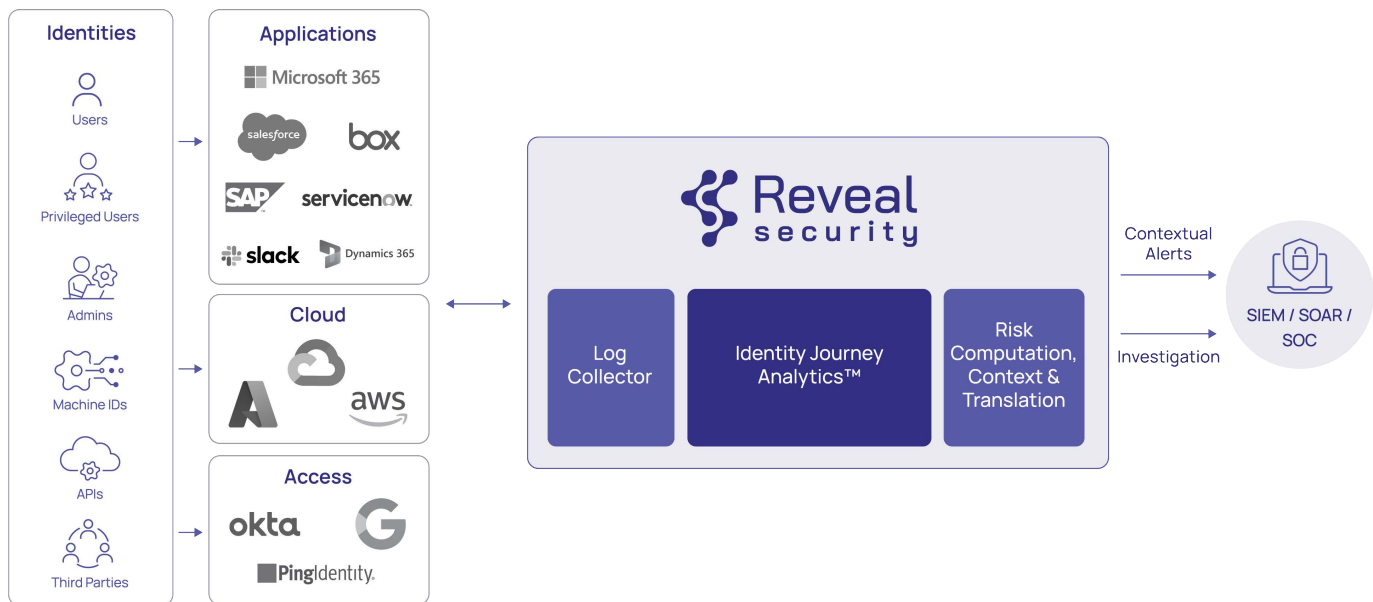 Identities
Users
Privileged Users
Admins
Machine IDs
APIs
Third Parties
Applications
Microsoft 365
salesforce
box
SAP
servicenow
slack
Dynamics 365
Cloud
aws
Access
okta
G
PingIdentity.
Reveal
security
Log
Collector
Identity Journey
Analytics™
Risk
Computation,
Context &
Translation
Contextual
Alerts
Investigation
SIEM / SOAR /
SOC